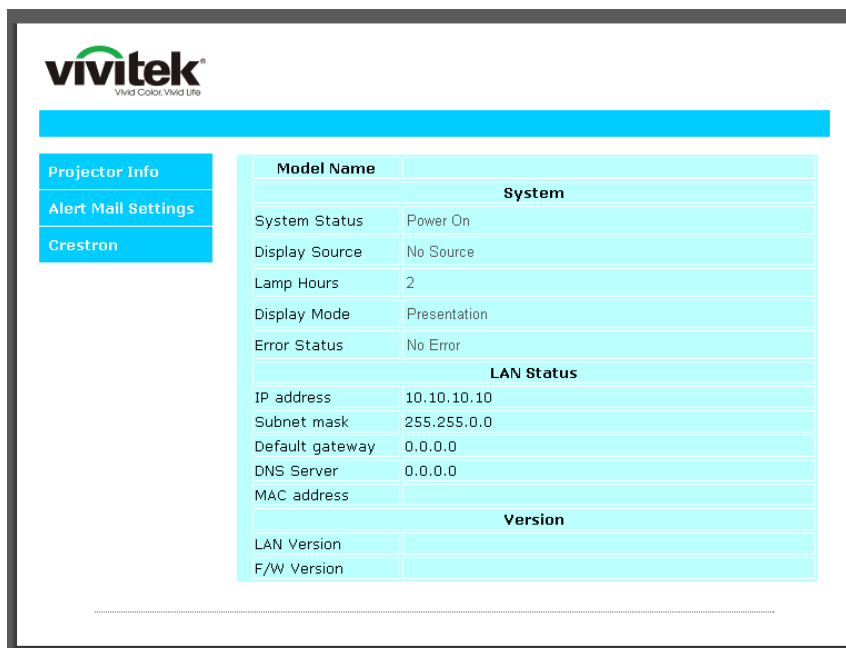 vivitek®
Vivid Color. Vivid Life
Projector Info
Alert Mail Settings
Crestron
Model Name
System
System Status Power On
Display Source No Source
Lamp Hours 2
Display Mode Presentation
Error Status No Error
LAN Status
IP address 10.10.10.10
Subnet mask 255.255.0.0
Default gateway 0.0.0.0
DNS Server 0.0.0.0
MAC address
Version
LAN Version
F/W Version